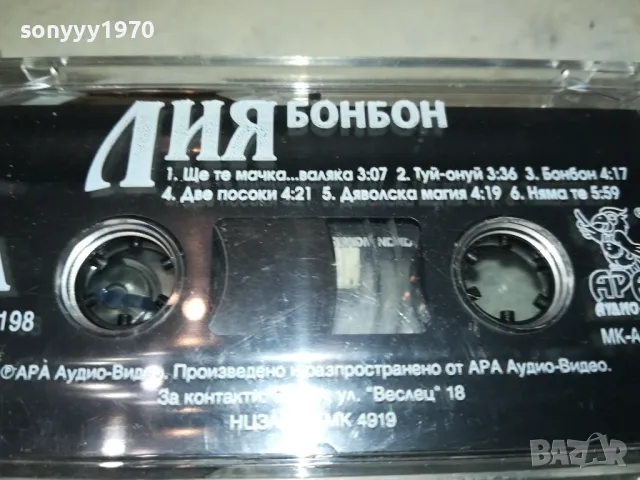 sonyyy1970
ЛИЯ БОНБОН
1. Ще те мачка...валяка 3:07 2. Туй-онуй 3:36 3. Бонбон 4:17
4. Две посоки 4:21 5. Дяволска магия 4:19 6. Няма те 5:59
198
АРА
АУДИО
МК-А
℗АРА Аудио-Видео. Произведено и разпространено от АРА Аудио-Видео.
За контакти: ул. "Веслец" 18
МК 4919
BAZAR